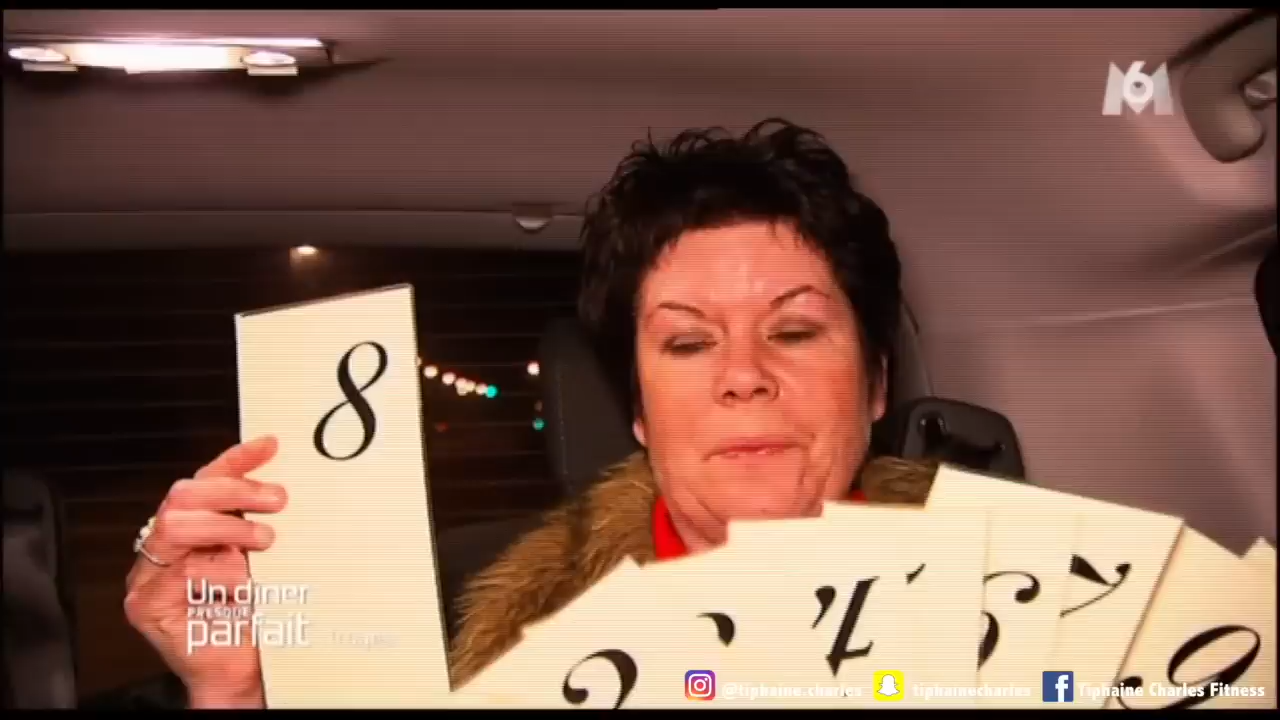 M6
8
Un dîner
PRESQUE
parfait
@tiphaine.charles
tiphainecharles
Tiphaine Charles Fitness